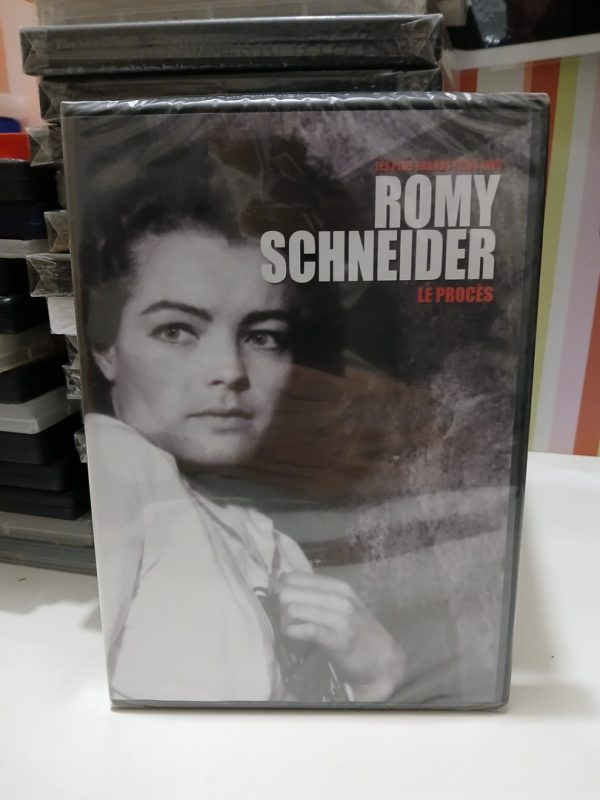 LES PLUS GRANDS FILMS AVEC
ROMY
SCHNEIDER
LE PROCÈS